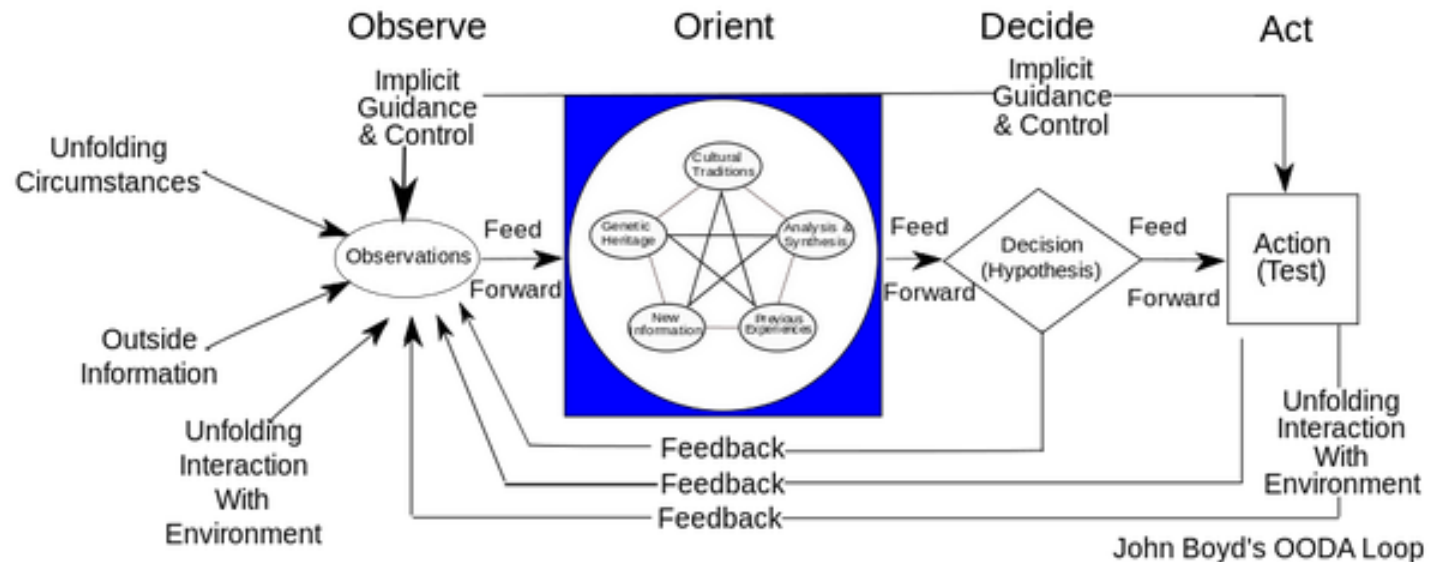 Observe
Orient
Decide
Act
Implicit
Guidance
& Control
Implicit
Guidance
& Control
Unfolding
Circumstances
Observations
Outside
Information
Unfolding
Interaction
With
Environment
Feed
Forward
Cultural
Traditions
Genetic
Heritage
Analysis &
Synthesis
New
Information
Previous
Experiences
Feed
Forward
Decision
(Hypothesis)
Feed
Forward
Action
(Test)
Unfolding
Interaction
With
Environment
Feedback
Feedback
Feedback
John Boyd's OODA Loop